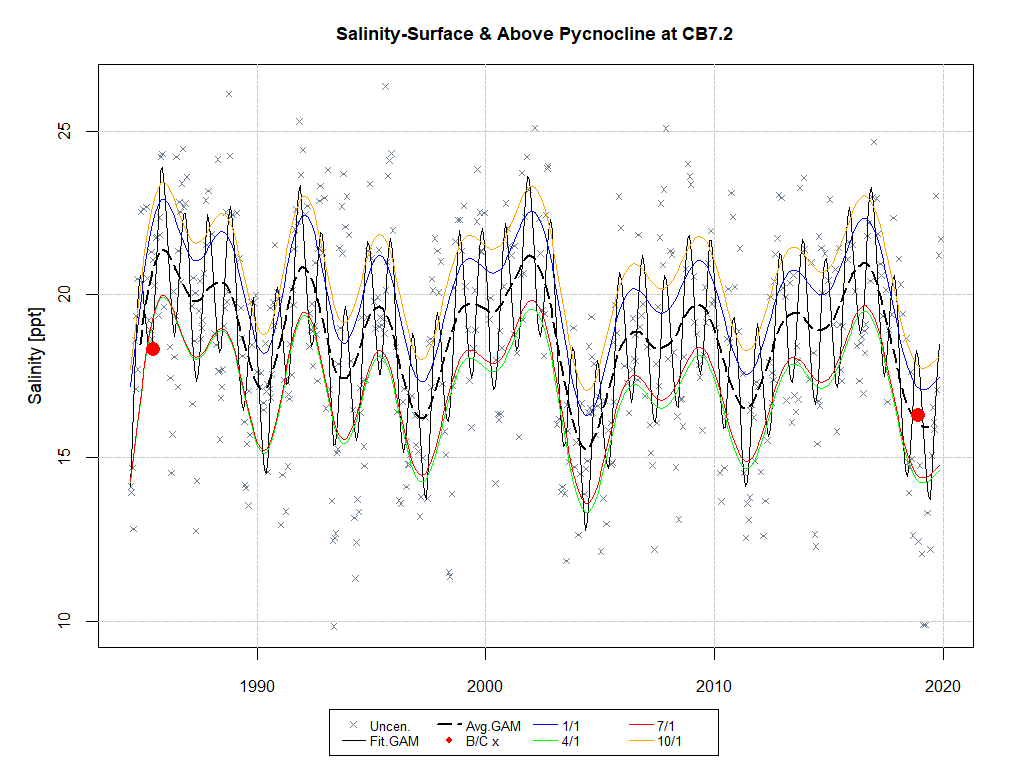 Salinity-Surface & Above Pycnocline at CB7.2
Salinity [ppt]
25
20
15
10
1990 2000 2010 2020
Uncen. Avg.GAM 1/1 7/1
Fit.GAM B/C x 4/1 10/1